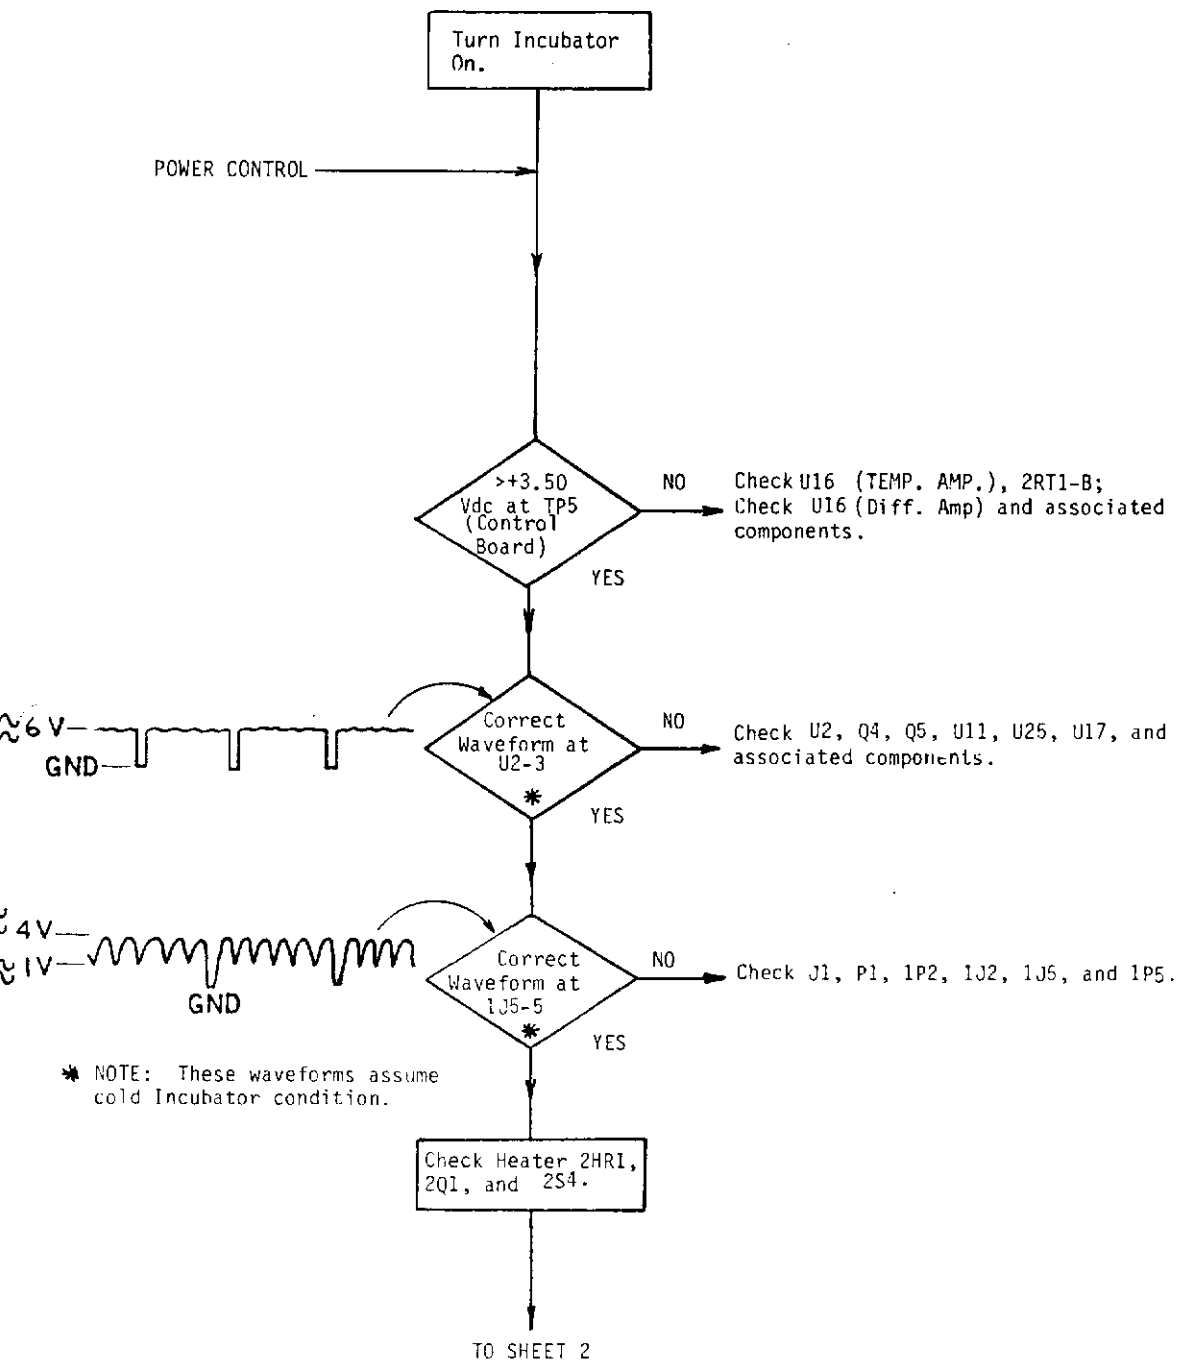 Turn Incubator
On.
POWER CONTROL
>+3.50
Vdc at TP5
(Control
Board)
NO
Check U16 (TEMP. AMP.), 2RT1-B;
Check U16 (Diff. Amp) and associated
components.
YES
≈6 V
GND
Correct
Waveform at
U2-3
*
NO
Check U2, Q4, Q5, U11, U25, U17, and
associated components.
YES
≈ 4V
≈ 1V
GND
Correct
Waveform at
1J5-5
*
NO
Check J1, P1, 1P2, 1J2, 1J5, and 1P5.
YES
* NOTE: These waveforms assume
cold Incubator condition.
Check Heater 2HR1,
2Q1, and 2S4.
TO SHEET 2